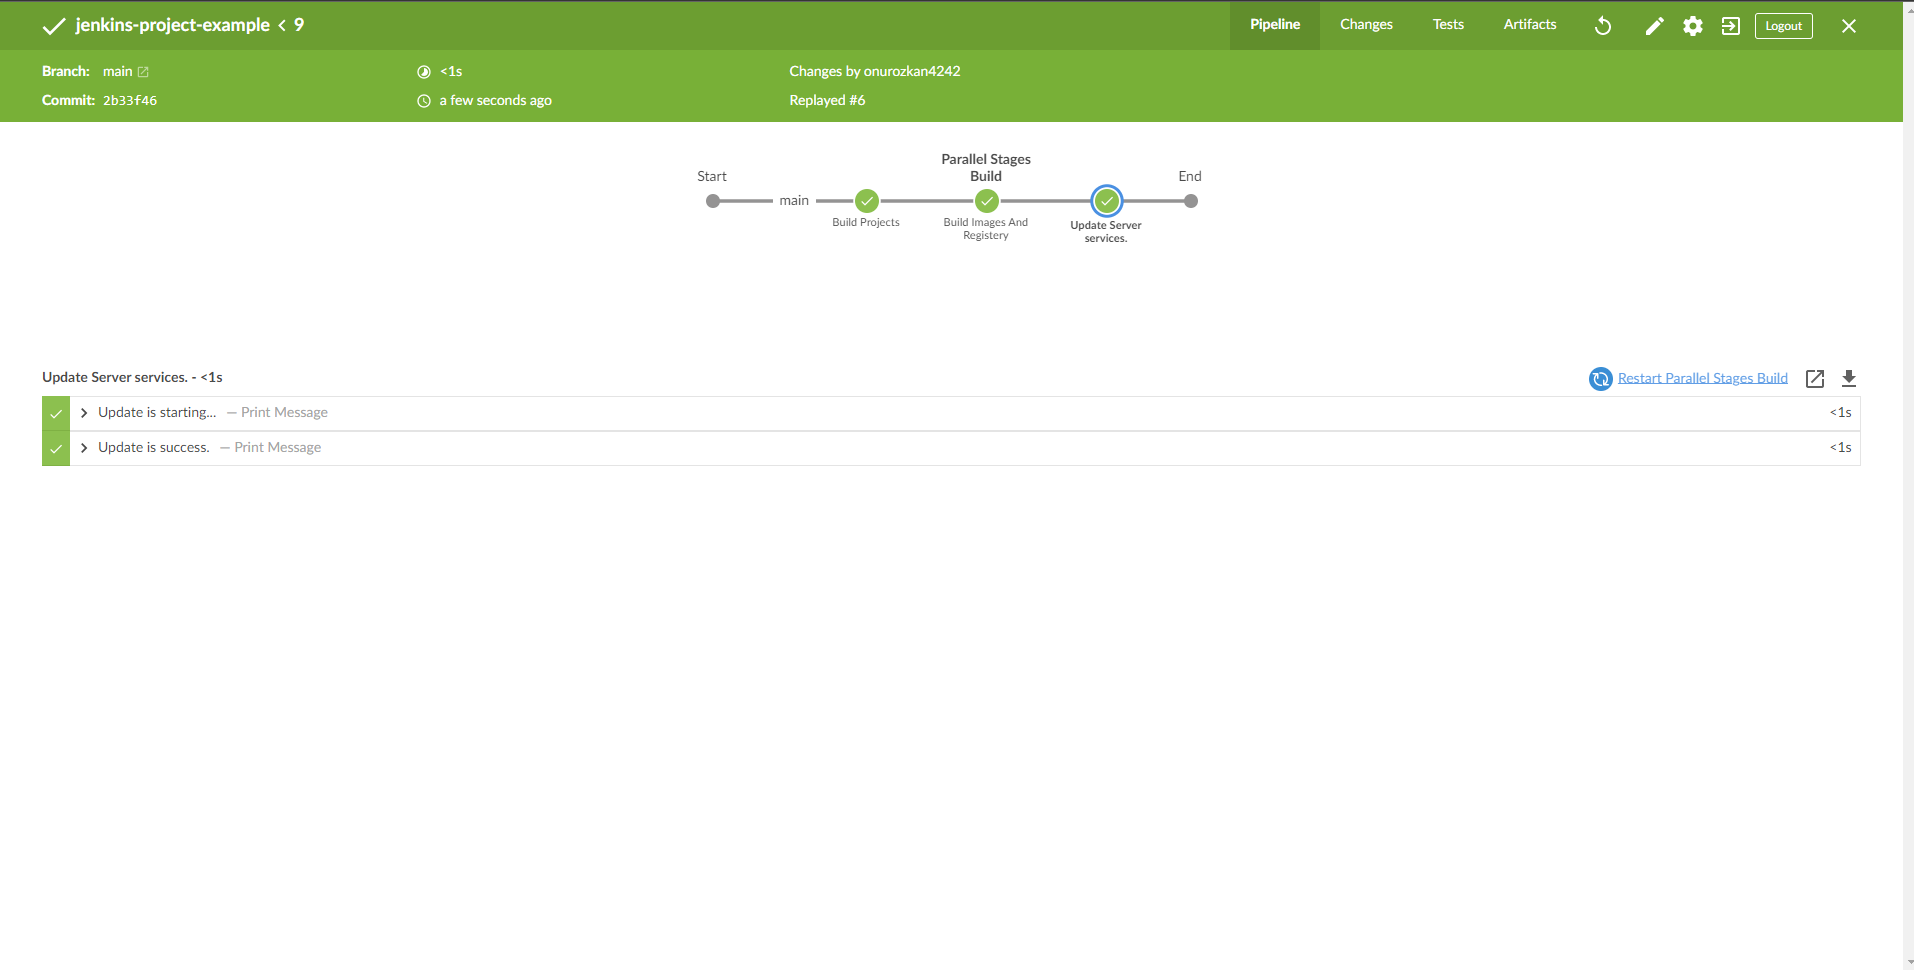 jenkins-project-example < 9
Pipeline Changes Tests Artifacts Logout
Branch: main <1s Changes by onurozkan4242
Commit: 2b33f46 a few seconds ago Replayed #6
Parallel Stages
Start Build End
main
Build Projects Build Images And Update Server
Registery services.
Update Server services. - <1s Restart Parallel Stages Build
Update is starting... — Print Message <1s
Update is success. — Print Message <1s